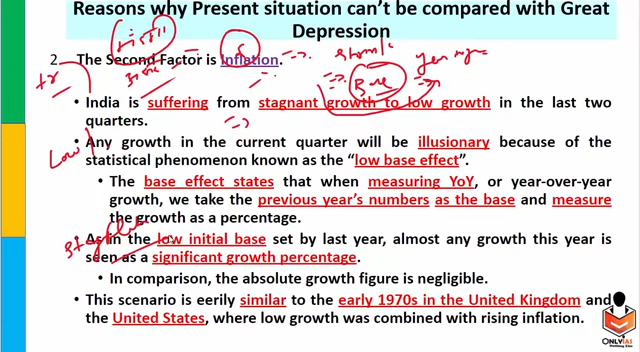 Reasons why Present situation can't be compared with Great
Depression
2. The Second Factor is Inflation.
• India is suffering from stagnant growth to low growth in the last two
quarters.
• Any growth in the current quarter will be illusionary because of the
statistical phenomenon known as the "low base effect".
• The base effect states that when measuring YoY, or year-over-year
growth, we take the previous year's numbers as the base and measure
the growth as a percentage.
• As in the low initial base set by last year, almost any growth this year is
seen as a significant growth percentage.
• In comparison, the absolute growth figure is negligible.
• This scenario is eerily similar to the early 1970s in the United Kingdom and
the United States, where low growth was combined with rising inflation.
Base
Low
ONLYIAS